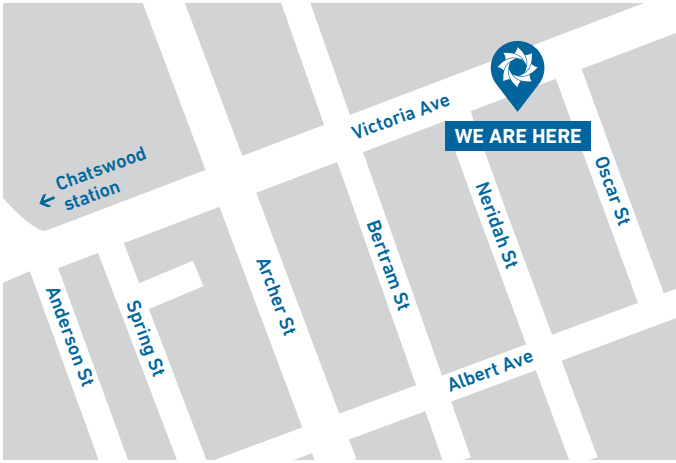 Victoria Ave
WE ARE HERE
← Chatswood
station
Oscar St
Neridah St
Bertram St
Archer St
Anderson St
Spring St
Albert Ave